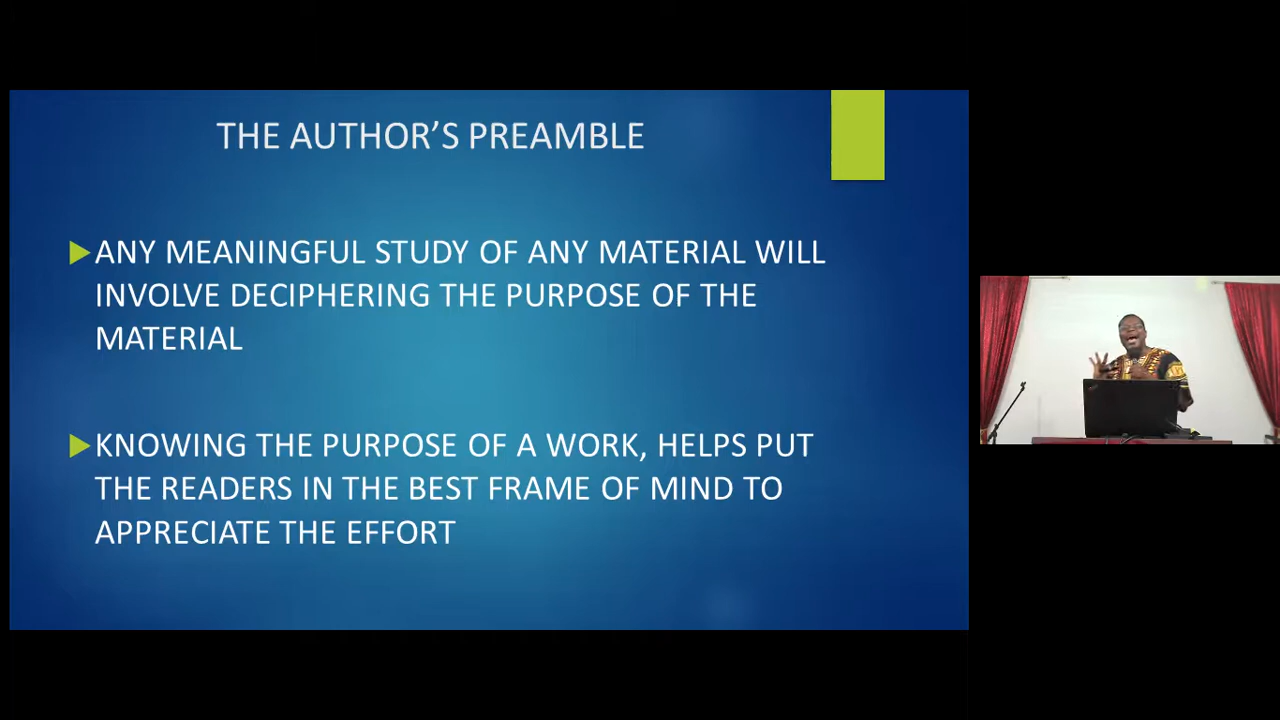 THE AUTHOR’S PREAMBLE
ANY MEANINGFUL STUDY OF ANY MATERIAL WILL
INVOLVE DECIPHERING THE PURPOSE OF THE
MATERIAL
KNOWING THE PURPOSE OF A WORK, HELPS PUT
THE READERS IN THE BEST FRAME OF MIND TO
APPRECIATE THE EFFORT